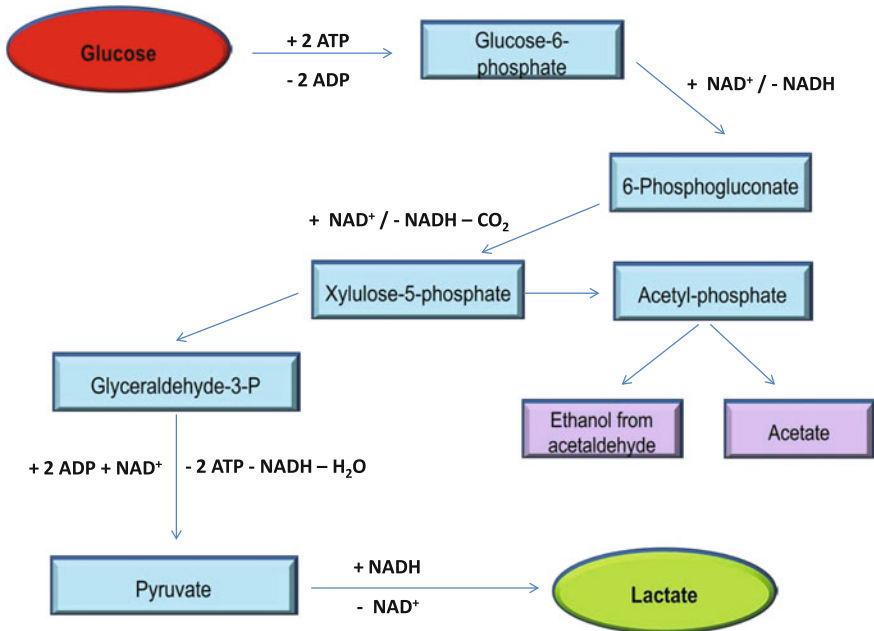 Glucose
+ 2 ATP
- 2 ADP
Glucose-6-
phosphate
+ NAD⁺ / - NADH
6-Phosphogluconate
+ NAD⁺ / - NADH – CO₂
Xylulose-5-phosphate
Acetyl-phosphate
Glyceraldehyde-3-P
Ethanol from
acetaldehyde
Acetate
+ 2 ADP + NAD⁺
- 2 ATP - NADH – H₂O
Pyruvate
+ NADH
- NAD⁺
Lactate